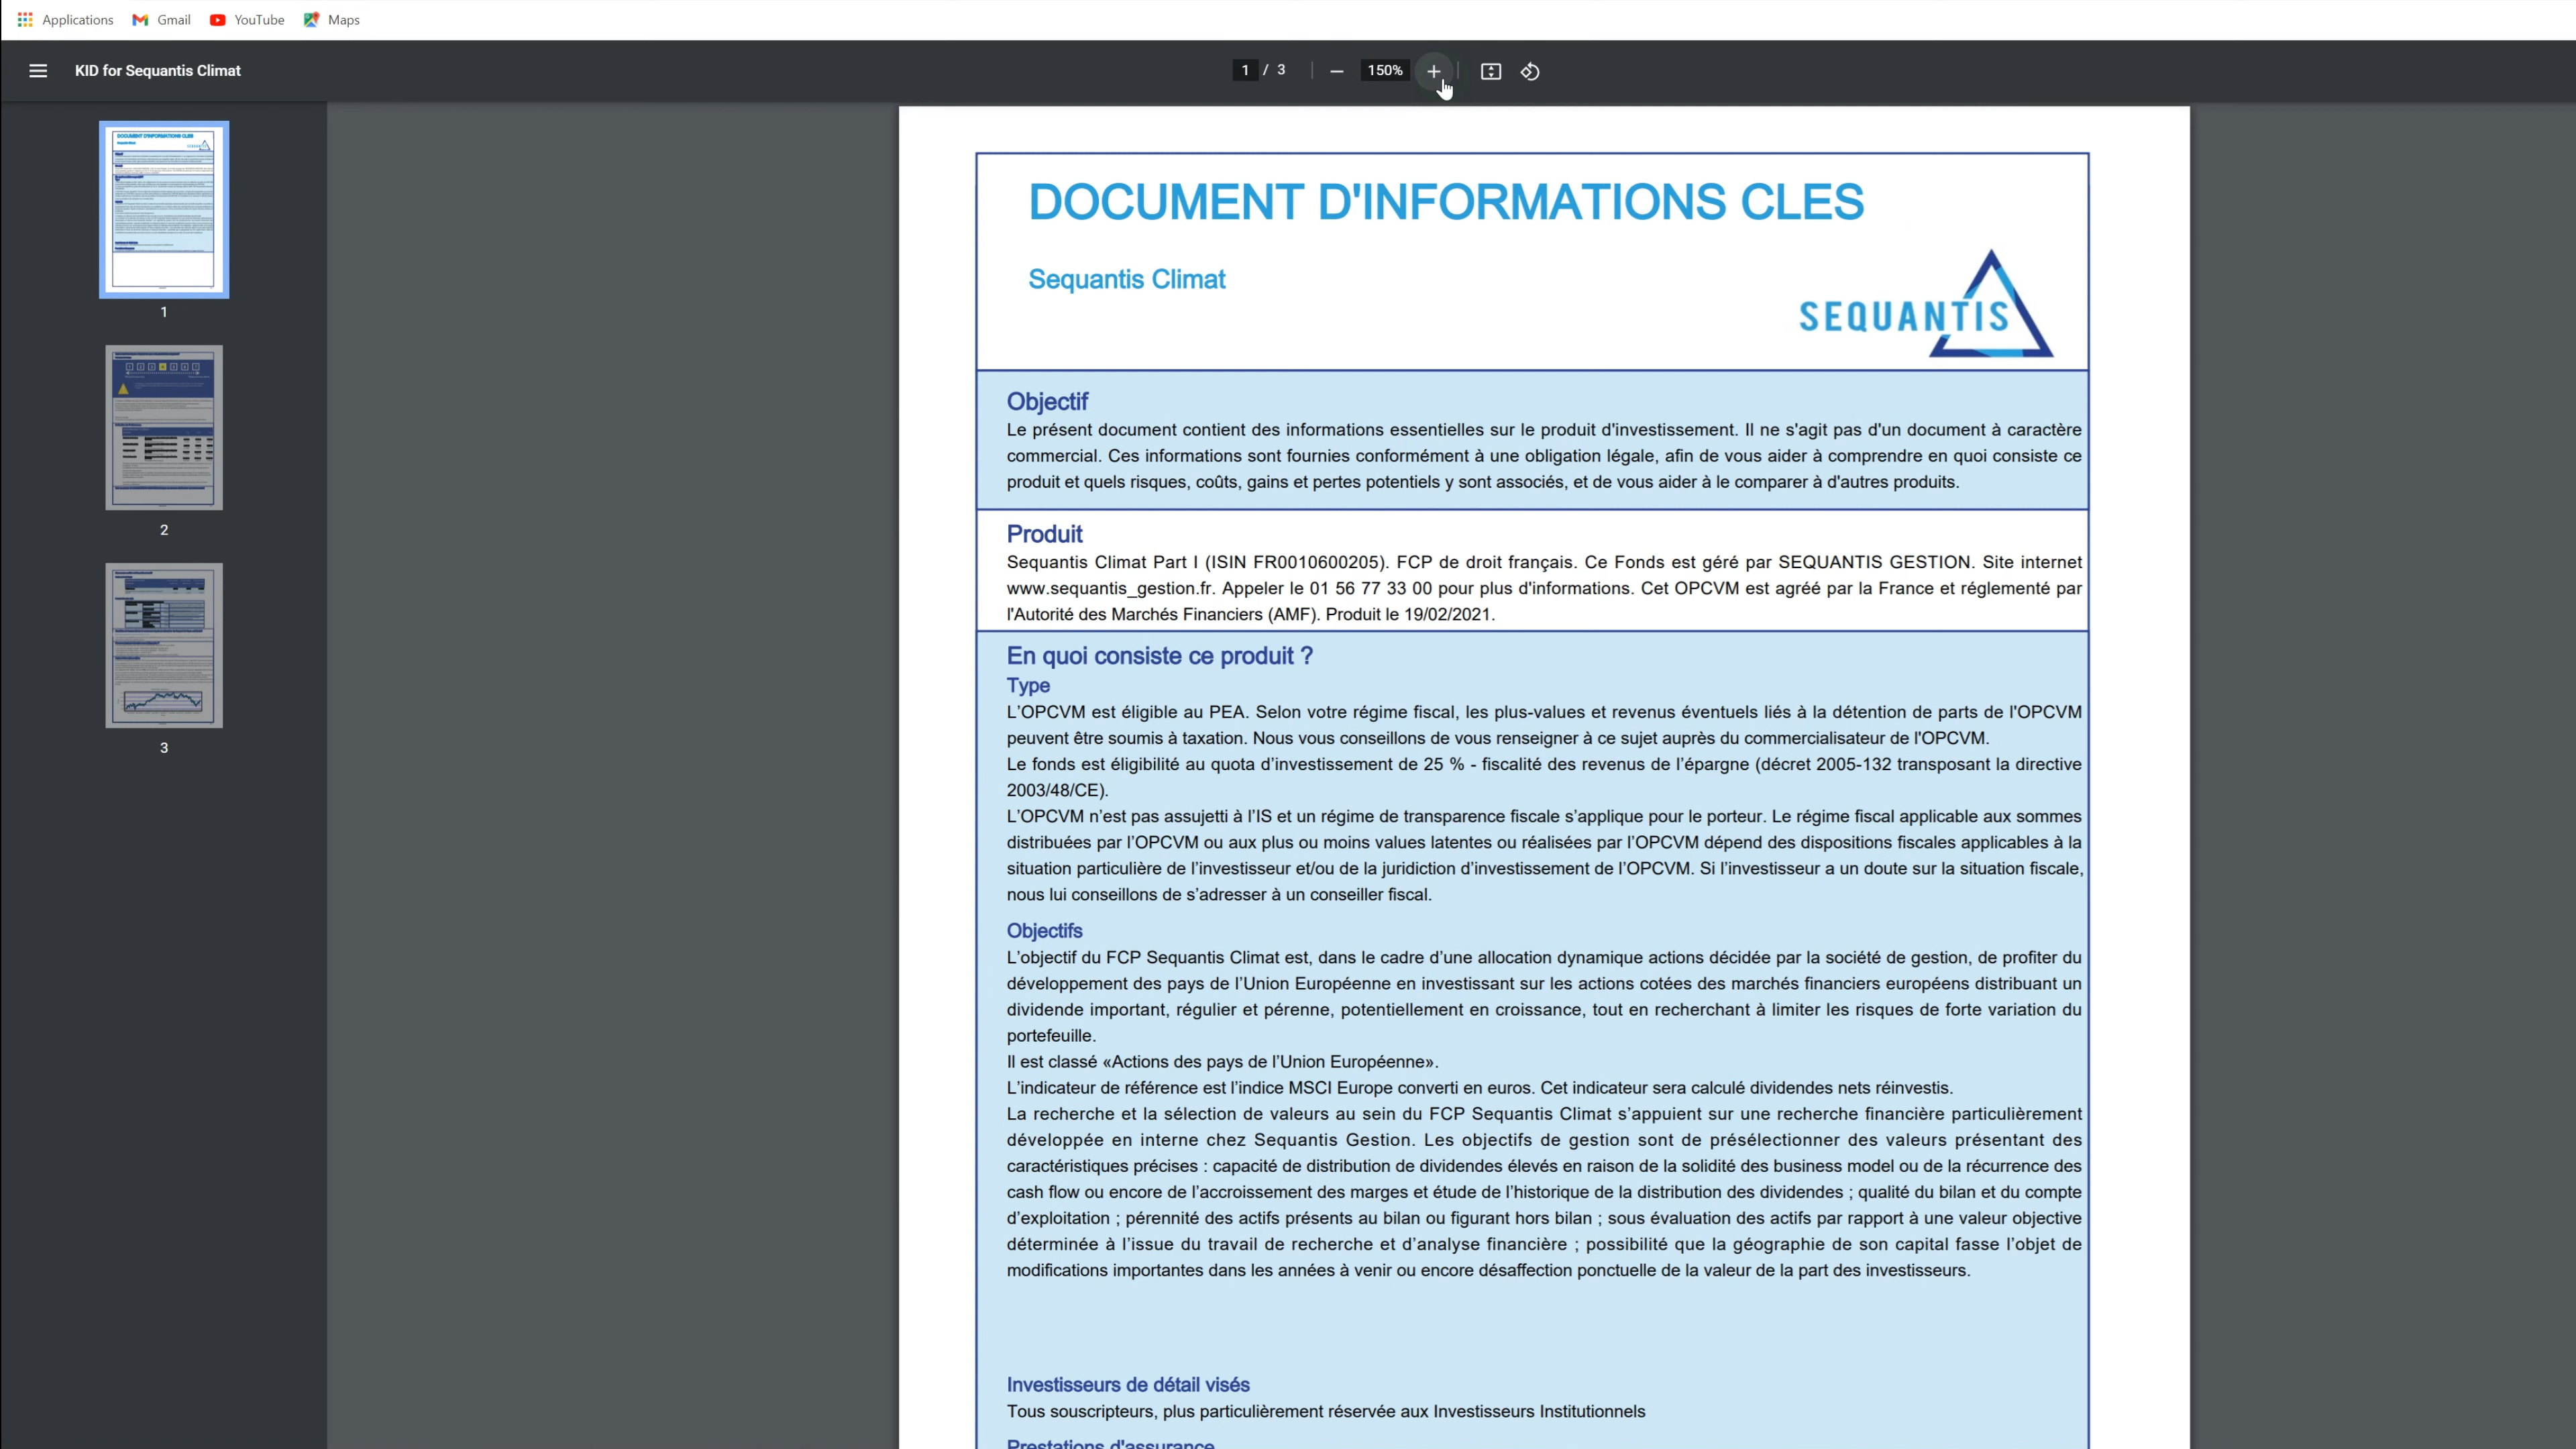 Applications Gmail YouTube Maps
KID for Sequantis Climat
1 / 3
150%
1
2
3
DOCUMENT D'INFORMATIONS CLES
Sequantis Climat
SEQUANTIS
Objectif
Le présent document contient des informations essentielles sur le produit d'investissement. Il ne s'agit pas d'un document à caractère
commercial. Ces informations sont fournies conformément à une obligation légale, afin de vous aider à comprendre en quoi consiste ce
produit et quels risques, coûts, gains et pertes potentiels y sont associés, et de vous aider à le comparer à d'autres produits.
Produit
Sequantis Climat Part I (ISIN FR0010600205). FCP de droit français. Ce Fonds est géré par SEQUANTIS GESTION. Site internet
www.sequantis_gestion.fr. Appeler le 01 56 77 33 00 pour plus d'informations. Cet OPCVM est agréé par la France et réglementé par
l'Autorité des Marchés Financiers (AMF). Produit le 19/02/2021.
En quoi consiste ce produit ?
Type
L'OPCVM est éligible au PEA. Selon votre régime fiscal, les plus-values et revenus éventuels liés à la détention de parts de l'OPCVM
peuvent être soumis à taxation. Nous vous conseillons de vous renseigner à ce sujet auprès du commercialisateur de l'OPCVM.
Le fonds est éligibilité au quota d'investissement de 25 % - fiscalité des revenus de l'épargne (décret 2005-132 transposant la directive
2003/48/CE).
L'OPCVM n'est pas assujetti à l'IS et un régime de transparence fiscale s'applique pour le porteur. Le régime fiscal applicable aux sommes
distribuées par l'OPCVM ou aux plus ou moins values latentes ou réalisées par l'OPCVM dépend des dispositions fiscales applicables à la
situation particulière de l'investisseur et/ou de la juridiction d'investissement de l'OPCVM. Si l'investisseur a un doute sur la situation fiscale,
nous lui conseillons de s'adresser à un conseiller fiscal.
Objectifs
L'objectif du FCP Sequantis Climat est, dans le cadre d'une allocation dynamique actions décidée par la société de gestion, de profiter du
développement des pays de l'Union Européenne en investissant sur les actions cotées des marchés financiers européens distribuant un
dividende important, régulier et pérenne, potentiellement en croissance, tout en recherchant à limiter les risques de forte variation du
portefeuille.
Il est classé «Actions des pays de l'Union Européenne».
L'indicateur de référence est l'indice MSCI Europe converti en euros. Cet indicateur sera calculé dividendes nets réinvestis.
La recherche et la sélection de valeurs au sein du FCP Sequantis Climat s'appuient sur une recherche financière particulièrement
développée en interne chez Sequantis Gestion. Les objectifs de gestion sont de présélectionner des valeurs présentant des
caractéristiques précises : capacité de distribution de dividendes élevés en raison de la solidité des business model ou de la récurrence des
cash flow ou encore de l'accroissement des marges et étude de l'historique de la distribution des dividendes ; qualité du bilan et du compte
d'exploitation ; pérennité des actifs présents au bilan ou figurant hors bilan ; sous évaluation des actifs par rapport à une valeur objective
déterminée à l'issue du travail de recherche et d'analyse financière ; possibilité que la géographie de son capital fasse l'objet de
modifications importantes dans les années à venir ou encore désaffection ponctuelle de la valeur de la part des investisseurs.
Investisseurs de détail visés
Tous souscripteurs, plus particulièrement réservée aux Investisseurs Institutionnels
Prestations d'assurance